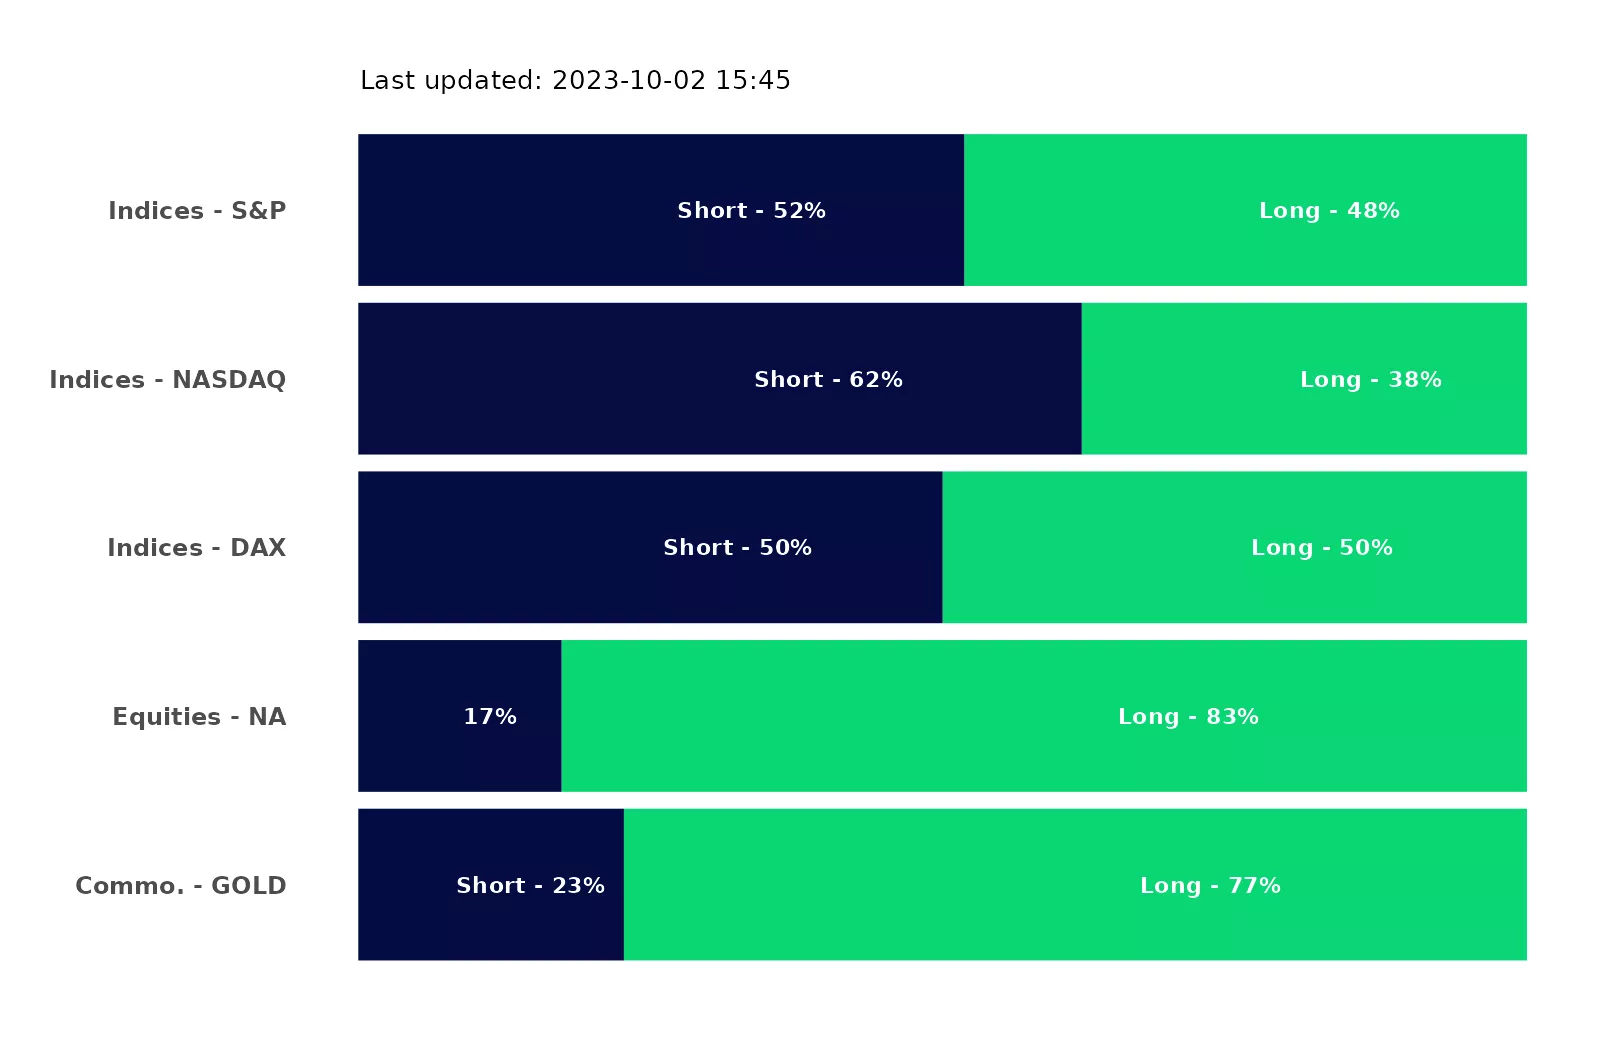 Last updated: 2023-10-02 15:45
Indices - S&P
Short - 52%
Long - 48%
Indices - NASDAQ
Short - 62%
Long - 38%
Indices - DAX
Short - 50%
Long - 50%
Equities - NA
17%
Long - 83%
Commo. - GOLD
Short - 23%
Long - 77%